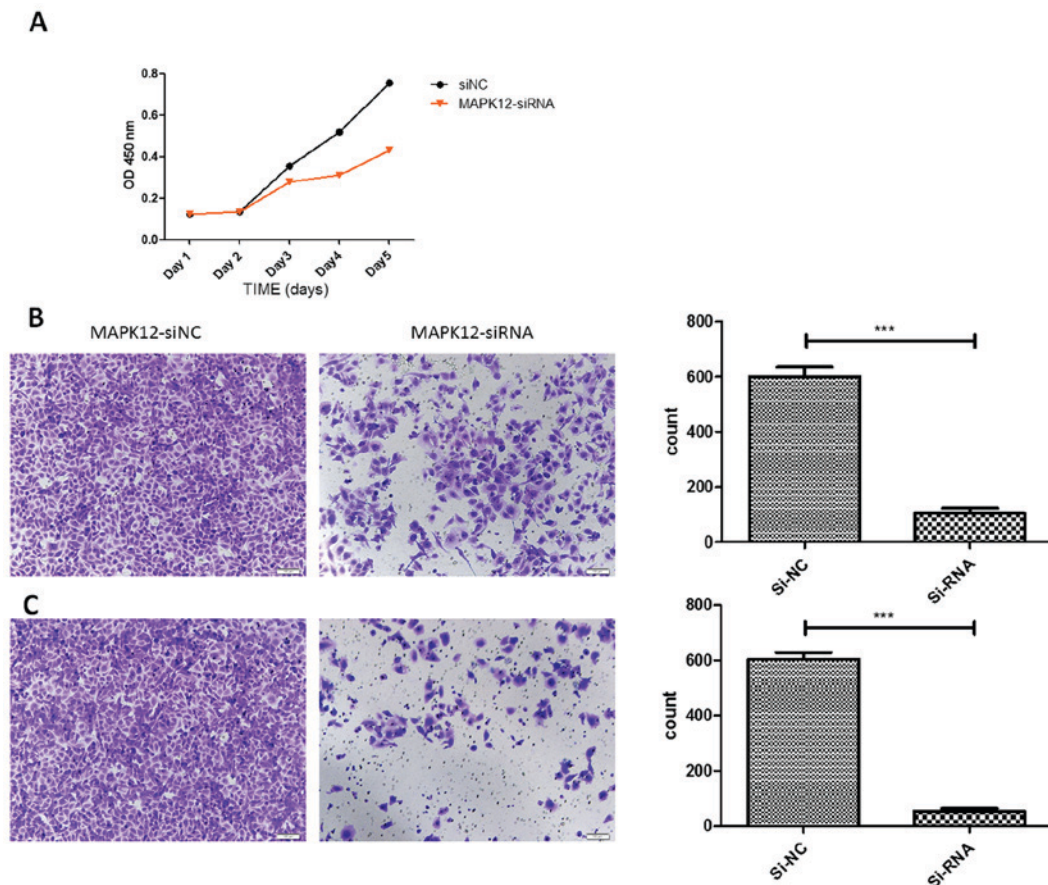 A
0.8
0.6
0.4
0.2
0.0
OD 450 nm
Day 1
Day 2
Day3
Day4
Day5
TIME (days)
siNC
MAPK12-siRNA
B
MAPK12-siNC
MAPK12-siRNA
800
600
400
200
0
count
***
Si-NC
Si-RNA
C
800
600
400
200
0
count
***
Si-NC
Si-RNA